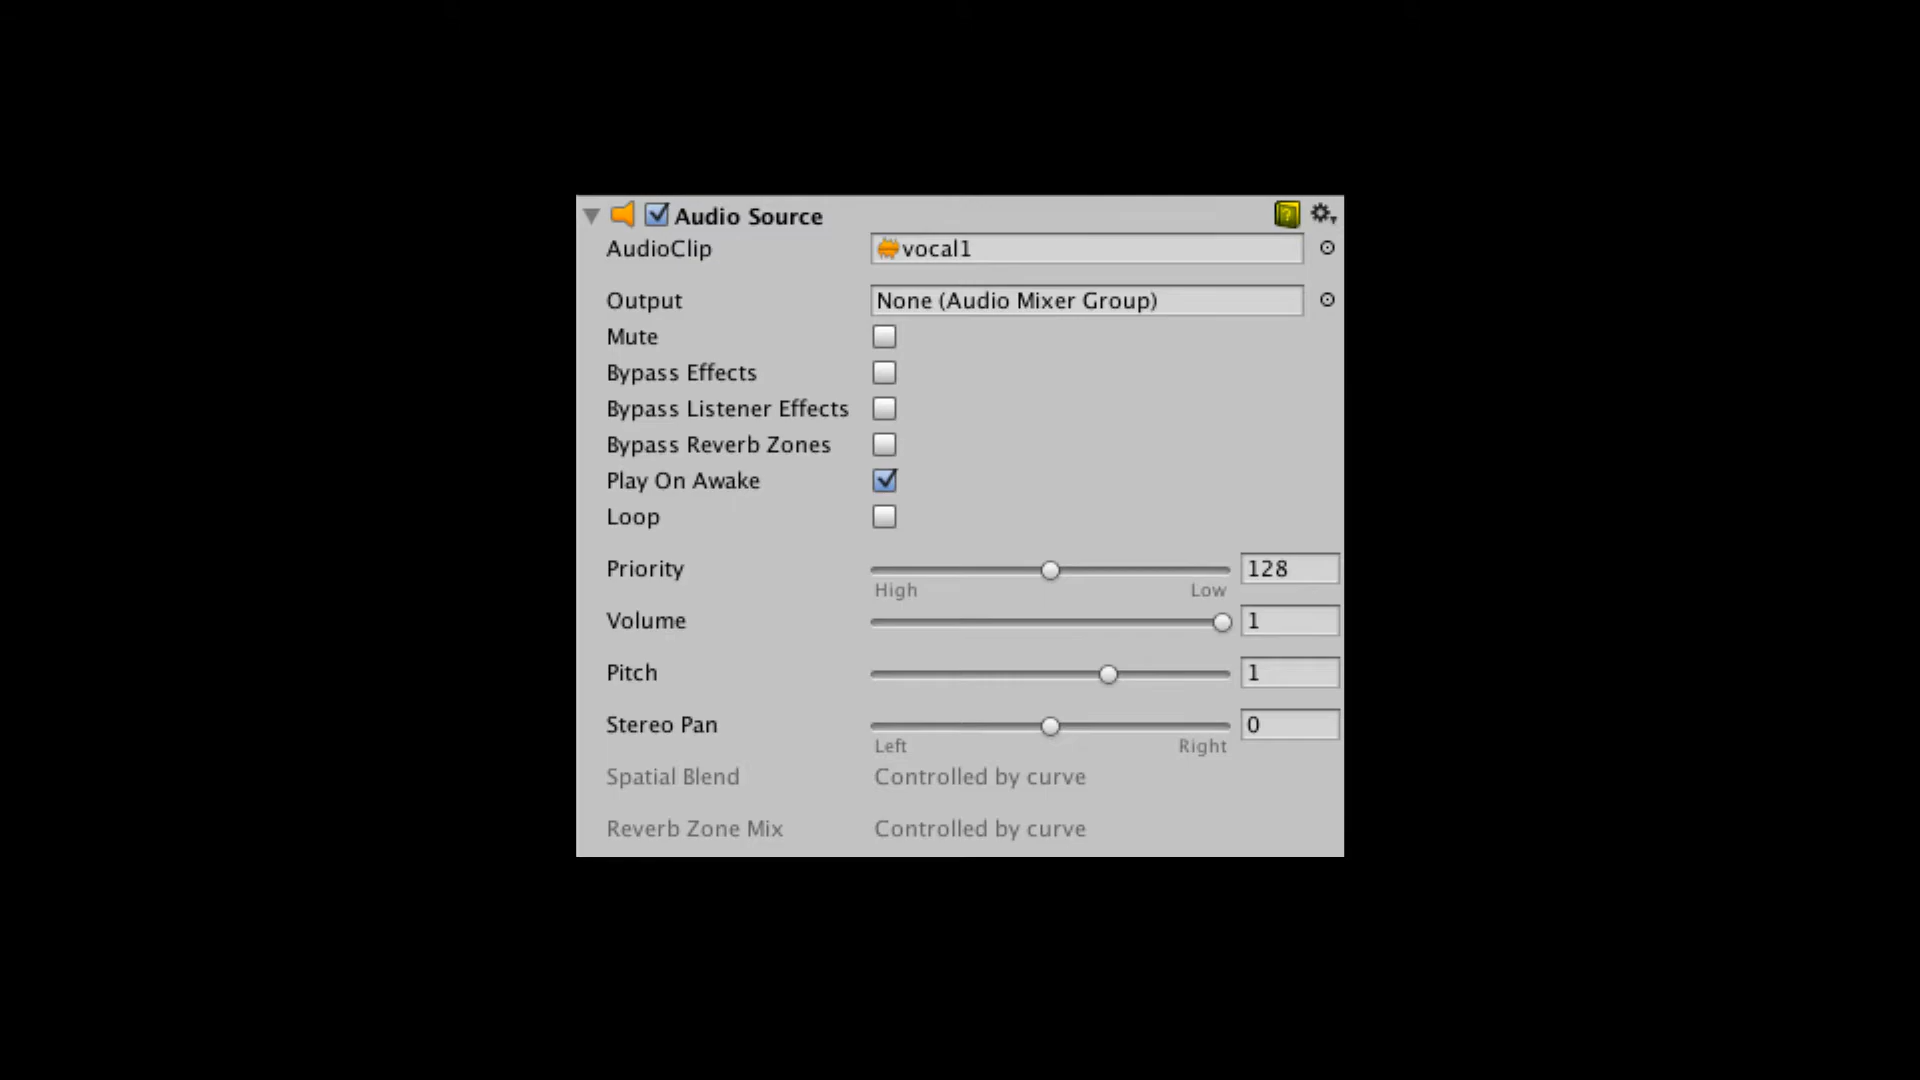 Audio Source
AudioClip vocal1
Output None (Audio Mixer Group)
Mute
Bypass Effects
Bypass Listener Effects
Bypass Reverb Zones
Play On Awake
Loop
Priority 128
High Low
Volume 1
Pitch 1
Stereo Pan 0
Left Right
Spatial Blend Controlled by curve
Reverb Zone Mix Controlled by curve